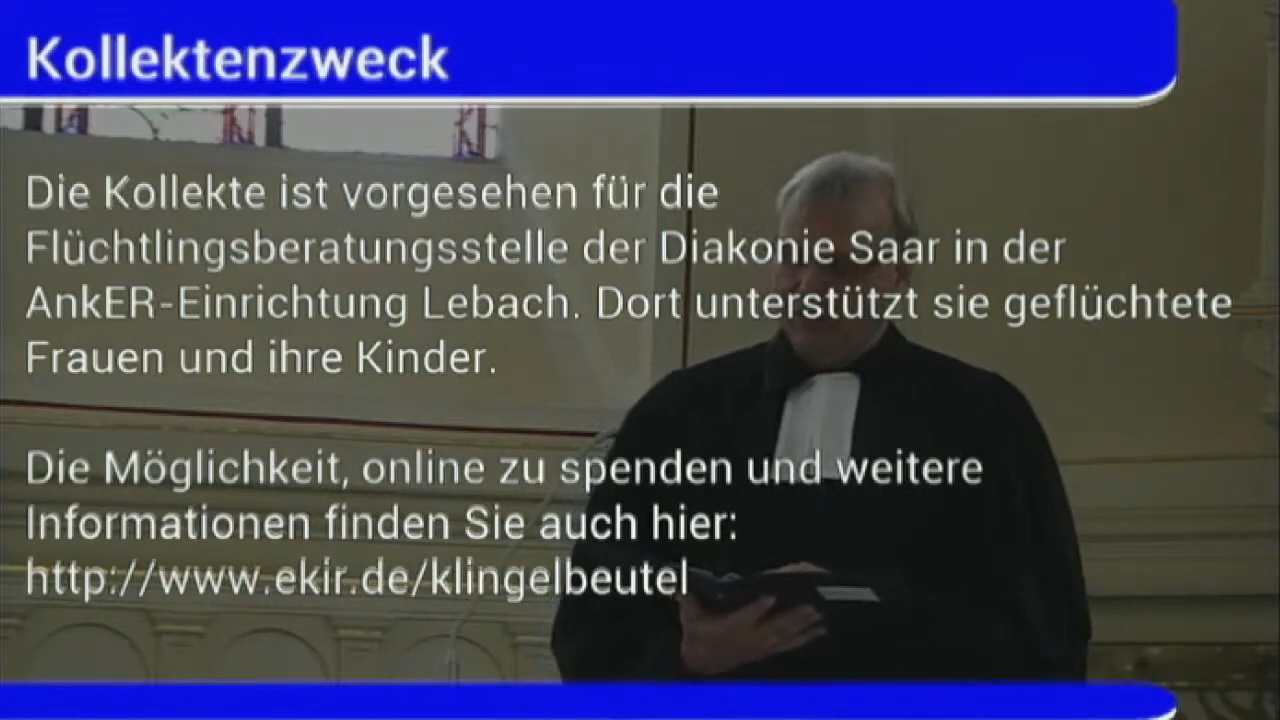 Kollektenzweck
Die Kollekte ist vorgesehen für die
Flüchtlingsberatungsstelle der Diakonie Saar in der
AnkER-Einrichtung Lebach. Dort unterstützt sie geflüchtete
Frauen und ihre Kinder.
Die Möglichkeit, online zu spenden und weitere
Informationen finden Sie auch hier:
http://www.ekir.de/klingelbeutel